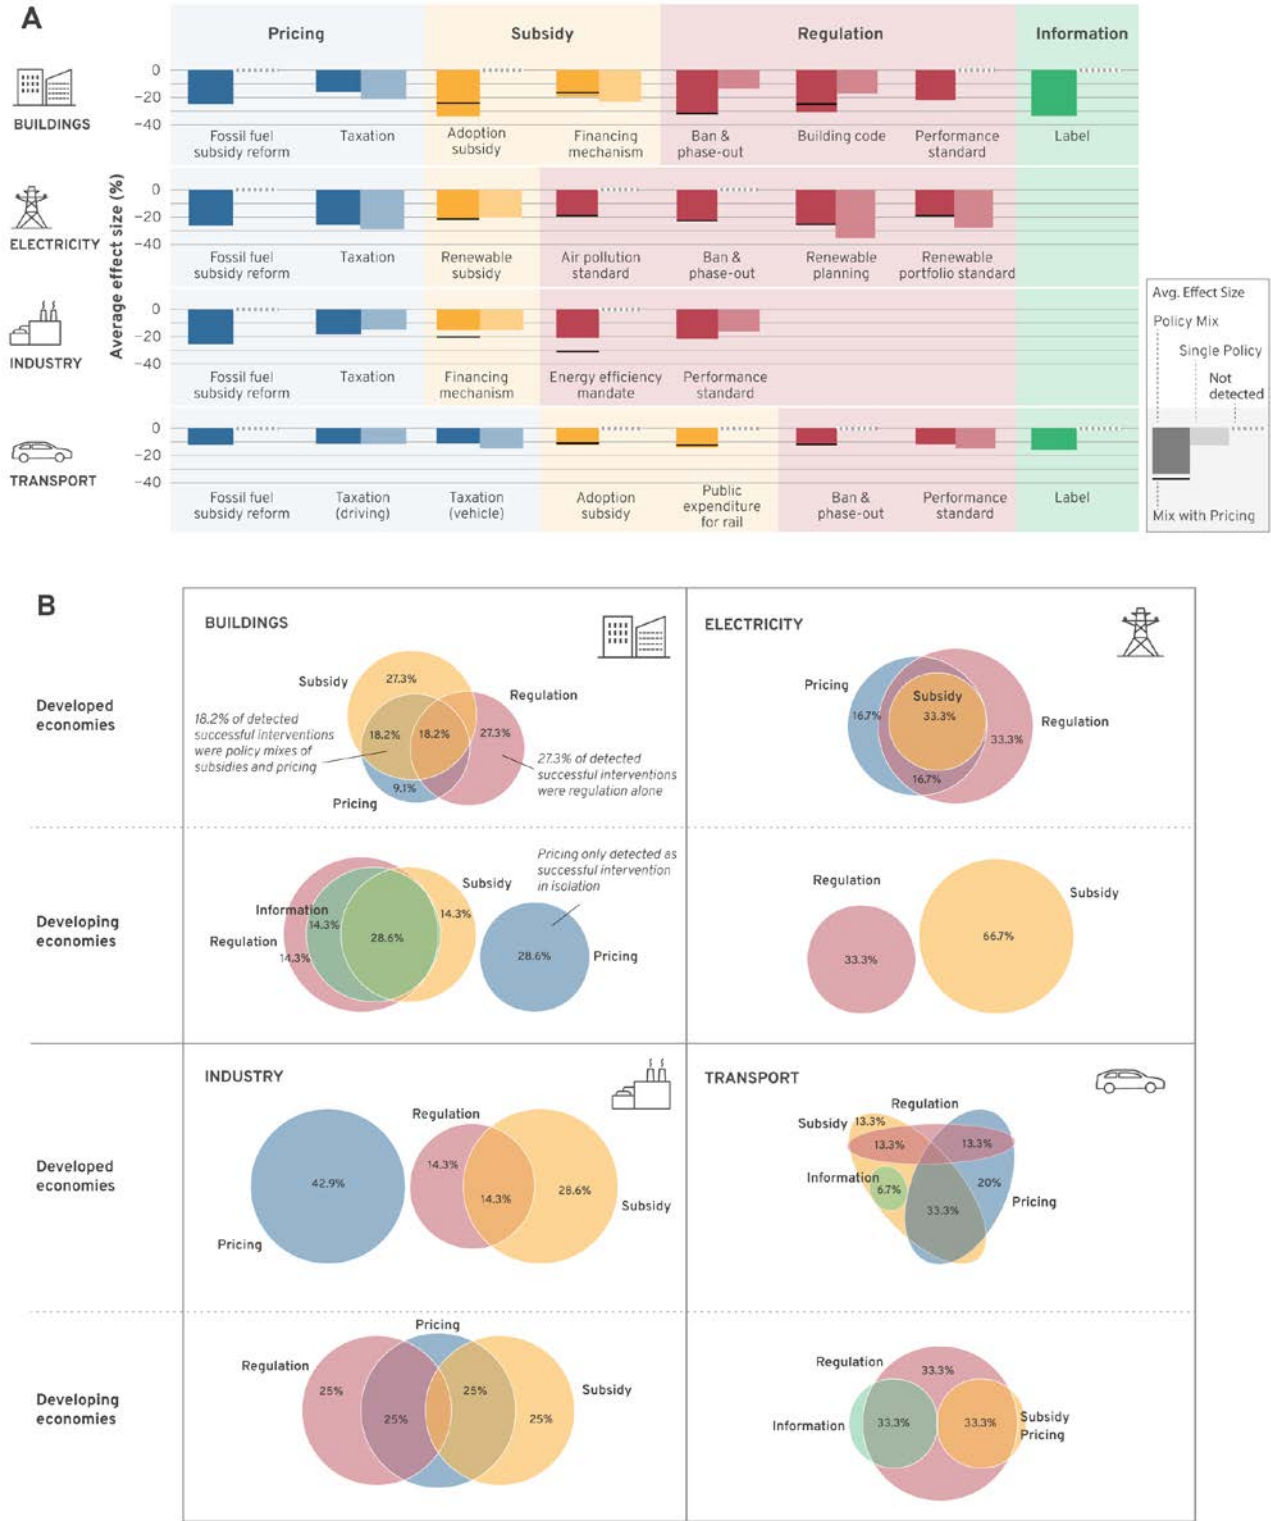 A
Pricing
Subsidy
Regulation
Information
Average effect size (%)
BUILDINGS
0
−20
−40
Fossil fuel
subsidy reform
Taxation
Adoption
subsidy
Financing
mechanism
Ban &
phase-out
Building code
Performance
standard
Label
ELECTRICITY
0
−20
−40
Fossil fuel
subsidy reform
Taxation
Renewable
subsidy
Air pollution
standard
Ban &
phase-out
Renewable
planning
Renewable
portfolio standard
INDUSTRY
0
−20
−40
Fossil fuel
subsidy reform
Taxation
Financing
mechanism
Energy efficiency
mandate
Performance
standard
TRANSPORT
0
−20
−40
Fossil fuel
subsidy reform
Taxation
(driving)
Taxation
(vehicle)
Adoption
subsidy
Public
expenditure
for rail
Ban &
phase-out
Performance
standard
Label
Avg. Effect Size
Policy Mix
Single Policy
Not
detected
Mix with Pricing
B
BUILDINGS
Developed
economies
Subsidy
27.3%
Regulation
18.2% of detected
successful interventions
were policy mixes of
subsidies and pricing
18.2%
18.2%
27.3%
27.3% of detected
successful interventions
were regulation alone
9.1%
Pricing
ELECTRICITY
Pricing
Subsidy
16.7%
33.3%
Regulation
33.3%
16.7%
Developing
economies
Pricing only detected as
successful intervention
in isolation
Subsidy
Information
14.3%
14.3%
Regulation
28.6%
14.3%
28.6%
Pricing
Regulation
Subsidy
33.3%
66.7%
INDUSTRY
Developed
economies
Regulation
14.3%
42.9%
14.3%
28.6%
Subsidy
Pricing
TRANSPORT
Regulation
Subsidy
13.3%
13.3%
13.3%
Information
6.7%
20%
Pricing
33.3%
Developing
economies
Pricing
Regulation
25%
25%
Subsidy
25%
25%
Regulation
33.3%
Information
33.3%
33.3%
Subsidy
Pricing